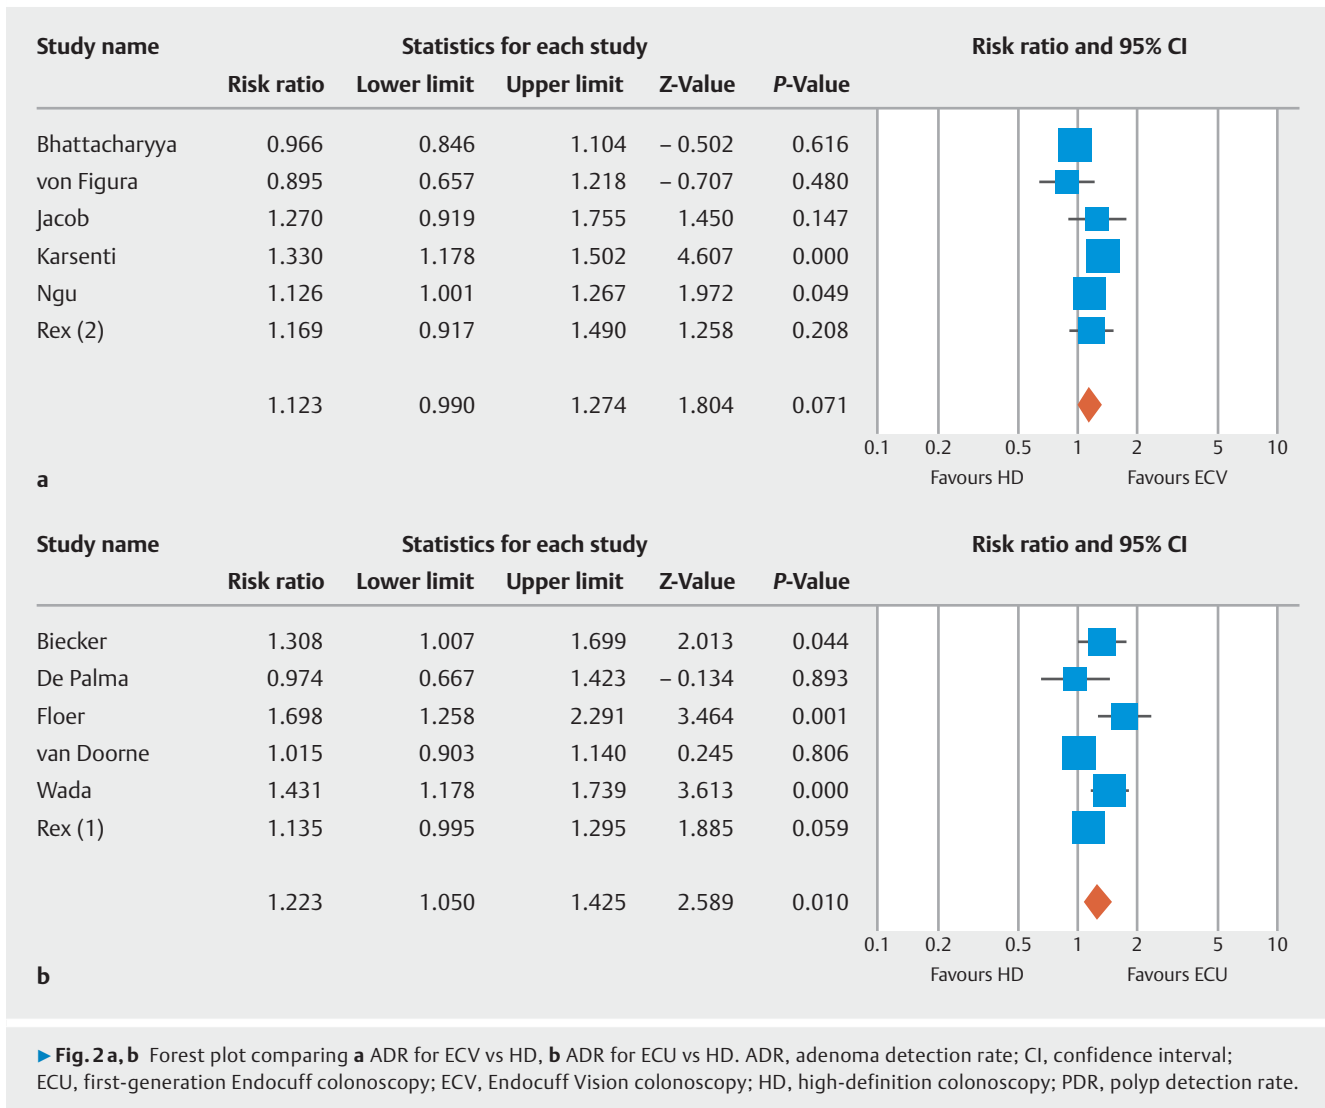 Study name Statistics for each study Risk ratio and 95% CI
Risk ratio Lower limit Upper limit Z-Value P-Value
Bhattacharyya 0.966 0.846 1.104 – 0.502 0.616
von Figura 0.895 0.657 1.218 – 0.707 0.480
Jacob 1.270 0.919 1.755 1.450 0.147
Karsenti 1.330 1.178 1.502 4.607 0.000
Ngu 1.126 1.001 1.267 1.972 0.049
Rex (2) 1.169 0.917 1.490 1.258 0.208
1.123 0.990 1.274 1.804 0.071
0.1 0.2 0.5 1 2 5 10
Favours HD Favours ECV
a
Study name Statistics for each study Risk ratio and 95% CI
Risk ratio Lower limit Upper limit Z-Value P-Value
Biecker 1.308 1.007 1.699 2.013 0.044
De Palma 0.974 0.667 1.423 – 0.134 0.893
Floer 1.698 1.258 2.291 3.464 0.001
van Doorne 1.015 0.903 1.140 0.245 0.806
Wada 1.431 1.178 1.739 3.613 0.000
Rex (1) 1.135 0.995 1.295 1.885 0.059
1.223 1.050 1.425 2.589 0.010
0.1 0.2 0.5 1 2 5 10
Favours HD Favours ECU
b
▶ Fig. 2 a, b Forest plot comparing a ADR for ECV vs HD, b ADR for ECU vs HD. ADR, adenoma detection rate; CI, confidence interval;
ECU, first-generation Endocuff colonoscopy; ECV, Endocuff Vision colonoscopy; HD, high-definition colonoscopy; PDR, polyp detection rate.